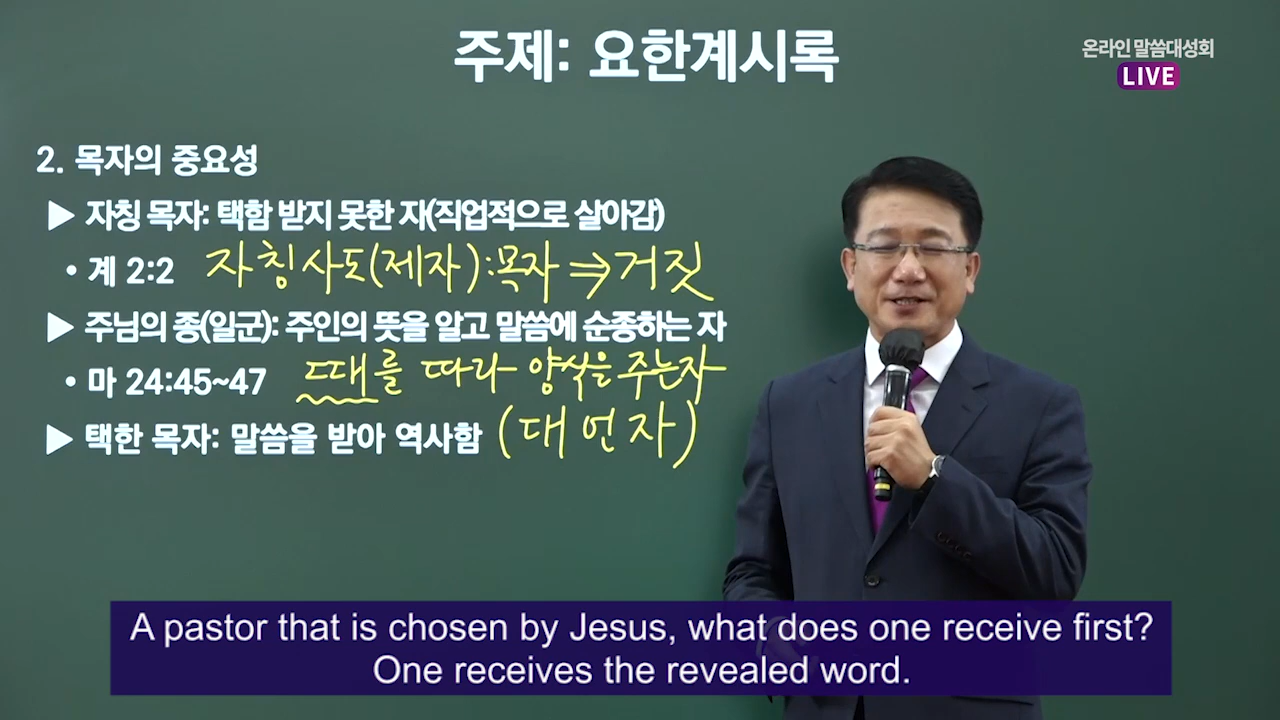 주제: 요한계시록
온라인 말씀대성회
LIVE
2. 목자의 중요성
▶ 자칭 목자: 택함 받지 못한 자(직업적으로 살아감)
• 계 2:2 자칭사도(제자):목자 ⇒ 거짓
▶ 주님의 종(일군): 주인의 뜻을 알고 말씀에 순종하는 자
• 마 24:45~47 때를 따라 양식을 주는자
▶ 택한 목자: 말씀을 받아 역사함 (대언자)
A pastor that is chosen by Jesus, what does one receive first?
One receives the revealed word.